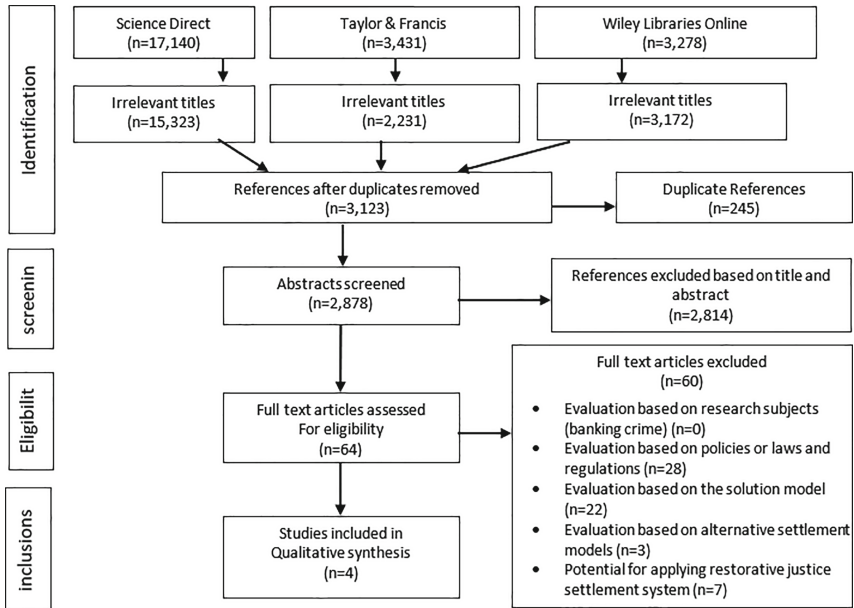 Identification
Science Direct
(n=17,140)
Taylor & Francis
(n=3,431)
Wiley Libraries Online
(n=3,278)
Irrelevant titles
(n=15,323)
Irrelevant titles
(n=2,231)
Irrelevant titles
(n=3,172)
References after duplicates removed
(n=3,123)
Duplicate References
(n=245)
screenin
Abstracts screened
(n=2,878)
References excluded based on title and
abstract
(n=2,814)
Eligibilit
Full text articles assessed
For eligibility
(n=64)
Full text articles excluded
(n=60)
• Evaluation based on research subjects
(banking crime) (n=0)
• Evaluation based on policies or laws and
regulations (n=28)
• Evaluation based on the solution model
(n=22)
• Evaluation based on alternative settlement
models (n=3)
• Potential for applying restorative justice
settlement system (n=7)
inclusions
Studies included in
Qualitative synthesis
(n=4)